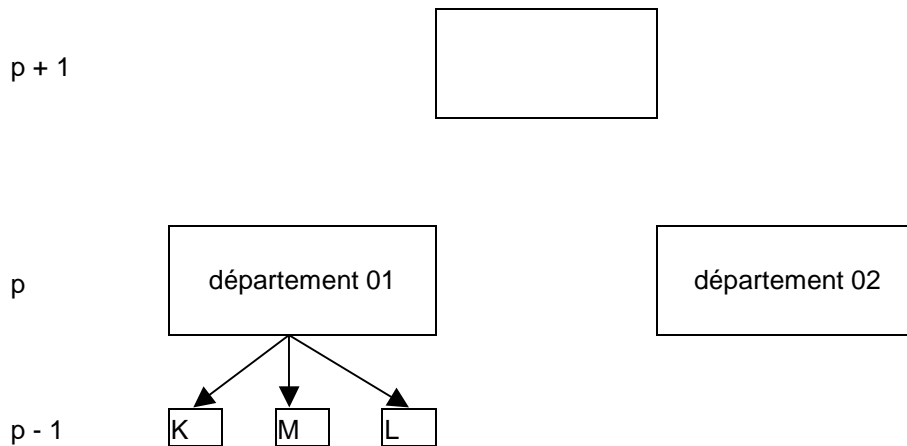 p + 1
p
département 01
département 02
p - 1
K
M
L